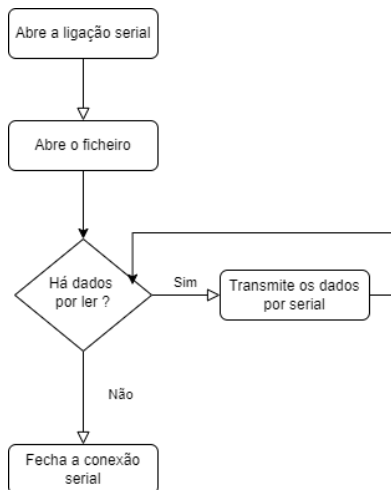 Abre a ligação serial
Abre o ficheiro
Há dados
por ler ?
Sim
Transmite os dados
por serial
Não
Fecha a conexão
serial